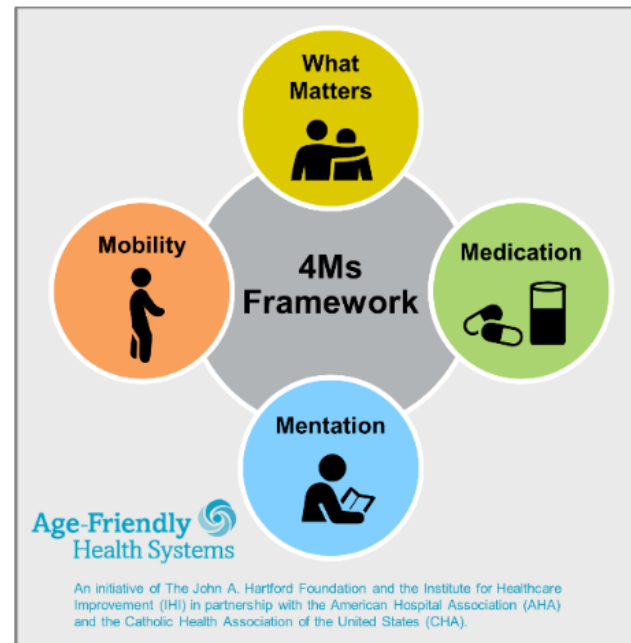 What
Matters
Mobility
4Ms
Framework
Medication
Mentation
Age-Friendly
Health Systems
An initiative of The John A. Hartford Foundation and the Institute for Healthcare
Improvement (IHI) in partnership with the American Hospital Association (AHA)
and the Catholic Health Association of the United States (CHA).